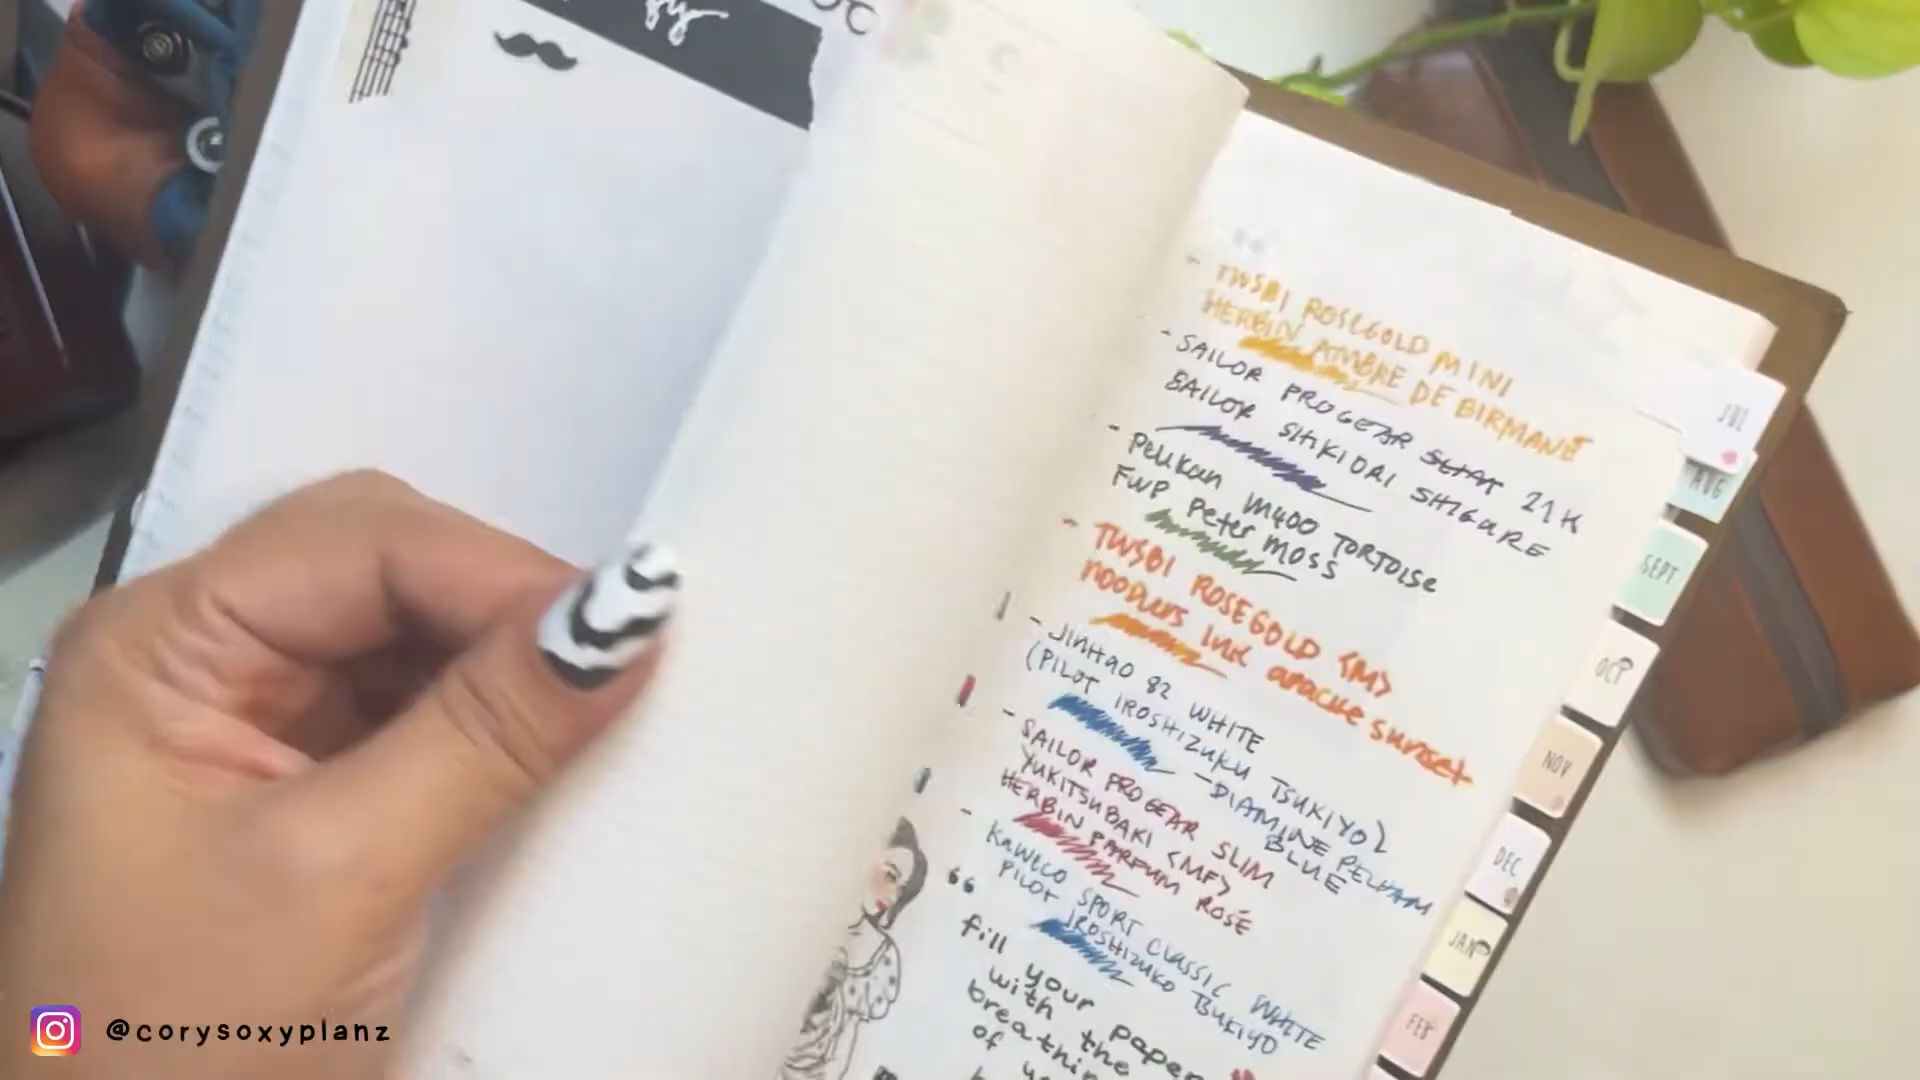 - TWSBI ROSEGOLD MINI
HERBIN AMBRE DE BIRMANE
- SAILOR PROGEAR SLIM 21K
SAILOR SHIKIORI SHIGURE
- Pelikan M400 TORTOISE
FWP Peter MOSS
- TWSBI ROSEGOLD <M>
noodlers Ink apache sunset
- JINHAO 82 WHITE
(PILOT IROSHIZUKU TSUKIYO)
- DIAMINE PELHAM
BLUE
- SAILOR PROGEAR SLIM
YUKITSUBAKI <MF>
HERBIN PARFUM ROSE
- KAWECO SPORT CLASSIC WHITE
PILOT IROSHIZUKO TSUKIYO
“
fill your paper
with the
breathin
of
JUL
AUG
SEPT
OCT
NOV
DEC
JAN
FEB
@corysoxyplanz